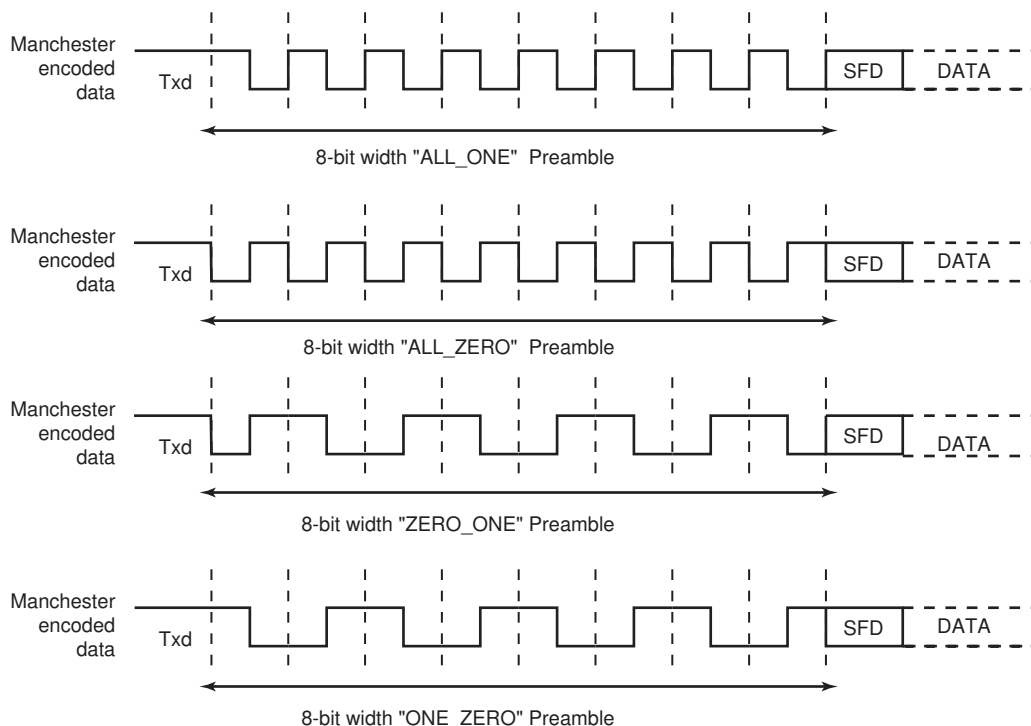 Manchester
encoded
data
Txd
SFD
DATA
8-bit width "ALL_ONE" Preamble
Manchester
encoded
data
Txd
SFD
DATA
8-bit width "ALL_ZERO" Preamble
Manchester
encoded
data
Txd
SFD
DATA
8-bit width "ZERO_ONE" Preamble
Manchester
encoded
data
Txd
SFD
DATA
8-bit width "ONE_ZERO" Preamble